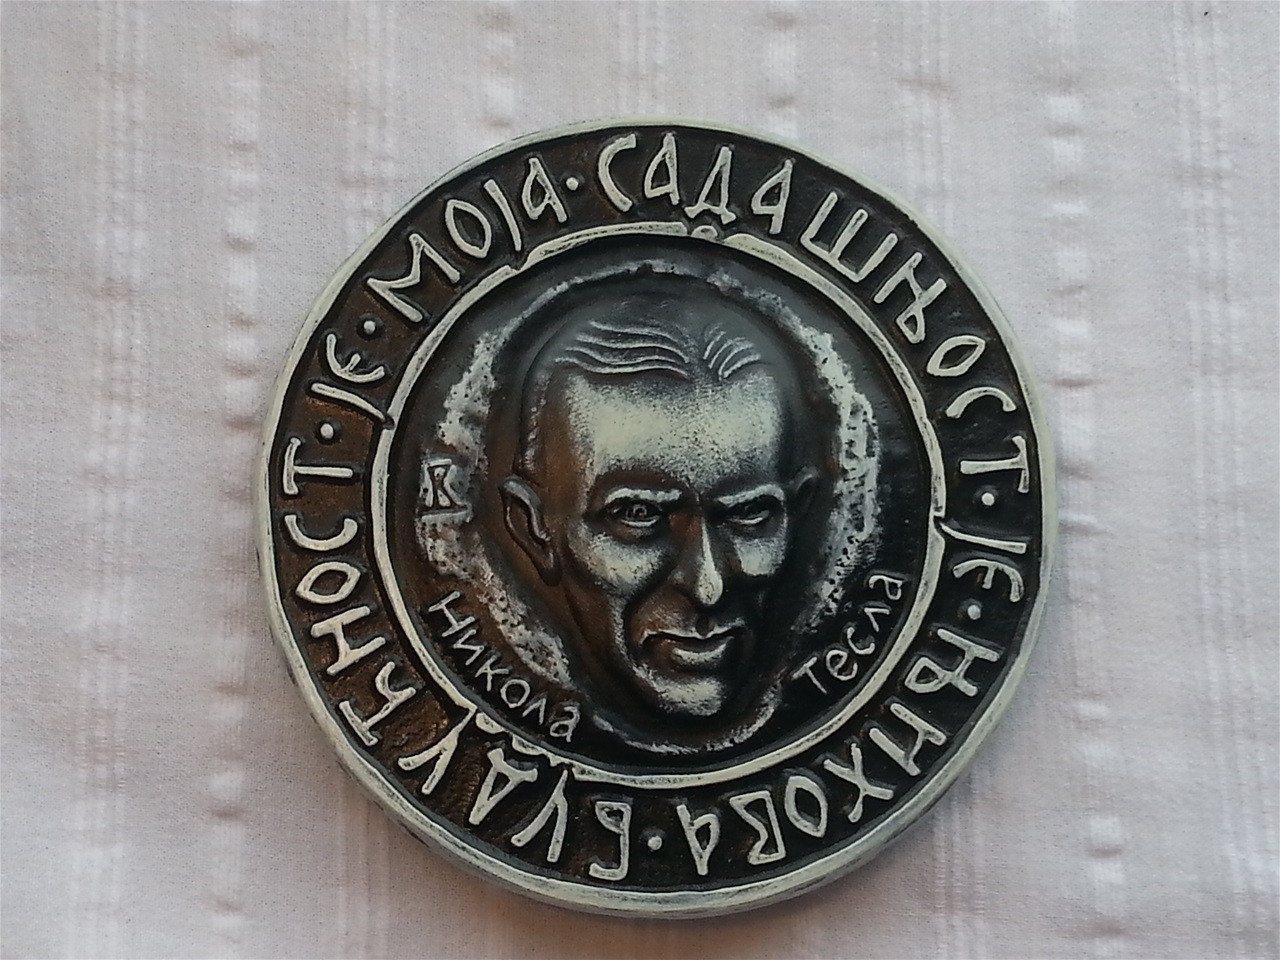 САДАШЊОСТ · ЈЕ · ЊИХОВА · БУДУЋНОСТ · ЈЕ · МОЈА ·
Никола Тесла